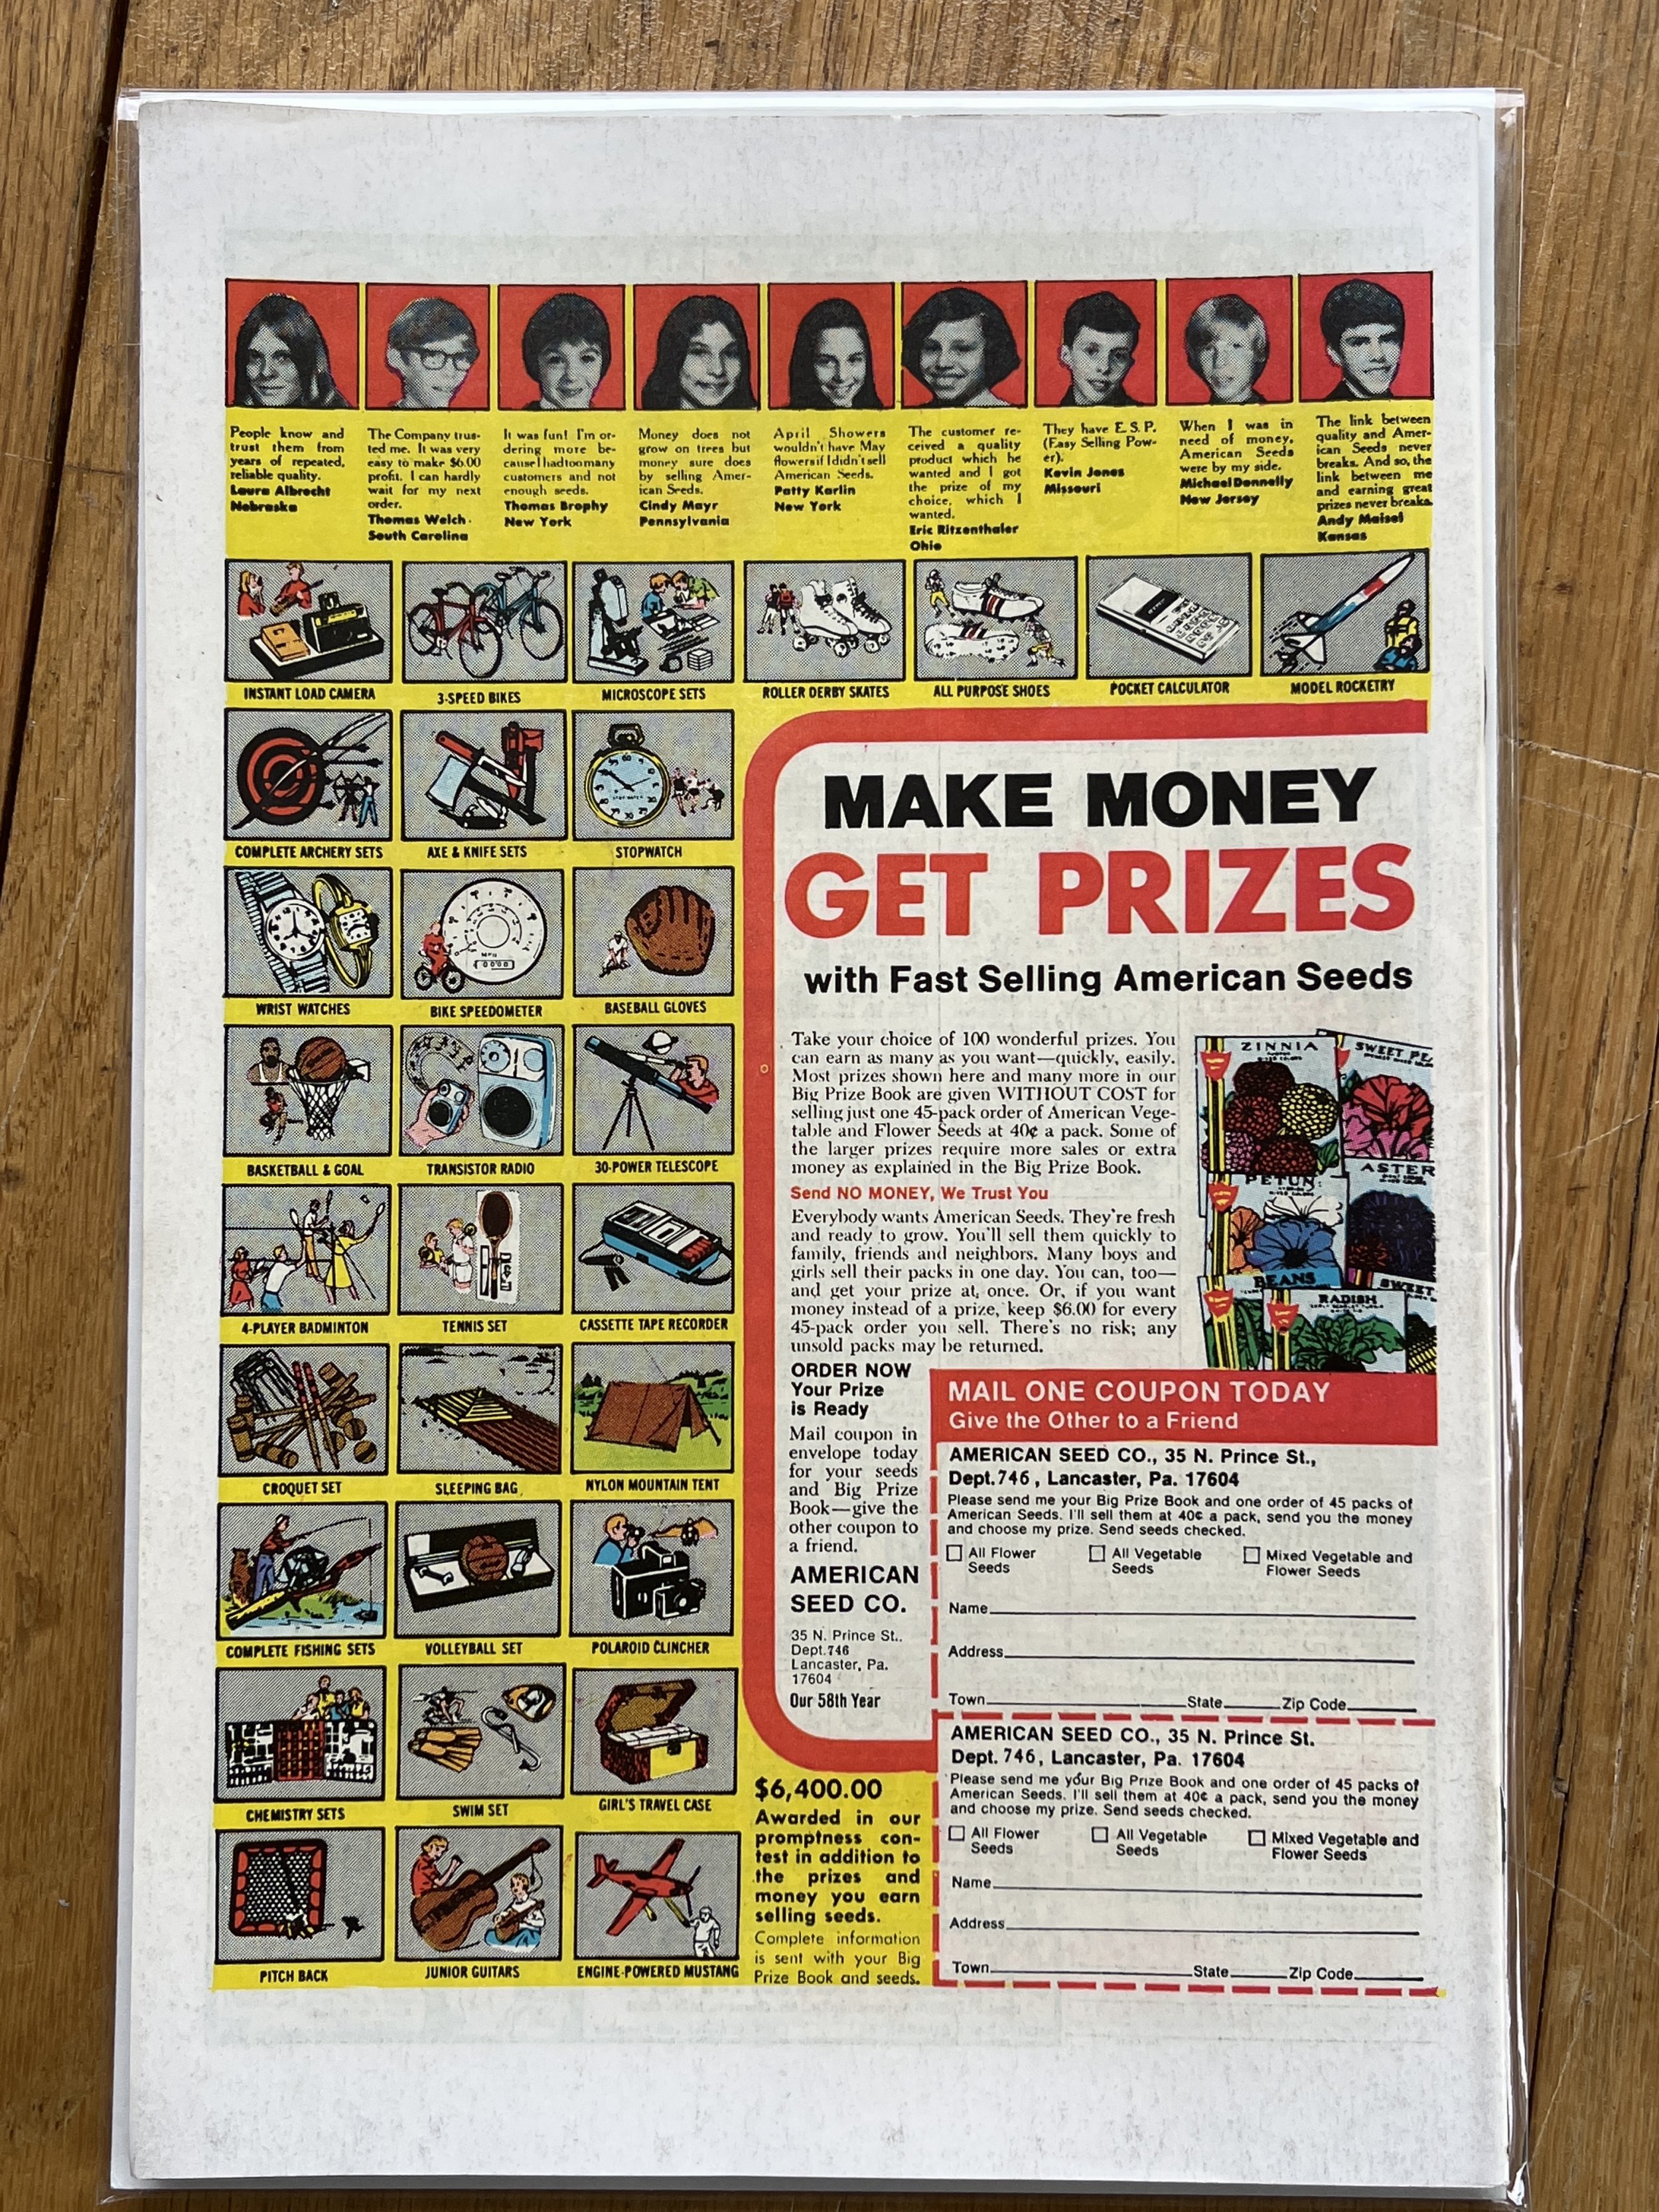 People know and
trust them from
years of repeated,
reliable quality.
Laura Albrecht
Nebraska
The Company trus-
ted me. It was very
easy to make $6.00
profit. I can hardly
wait for my next
order.
Thomas Welch
South Carolina
It was fun! I'm or-
dering more be-
cause I had too many
customers and not
enough seeds.
Thomas Brophy
New York
Money does not
grow on trees but
money sure does
by selling Amer-
ican Seeds.
Cindy Mayr
Pennsylvania
April Showers
wouldn't have May
flowers if I didn't sell
American Seeds.
Patty Karlin
New York
The customer re-
ceived a quality
product which he
wanted and I got
the prize of my
choice, which I
wanted.
Eric Ritzenthaler
Ohio
They have E. S. P.
(Easy Selling Pow-
er).
Kevin Jones
Missouri
When I was in
need of money,
American Seeds
were by my side.
Michael Donnelly
New Jersey
The link between
quality and Amer-
ican Seeds never
breaks. And so, the
link between me
and earning great
prizes never breaks.
Andy Maisel
Kansas
INSTANT LOAD CAMERA
3-SPEED BIKES
MICROSCOPE SETS
ROLLER DERBY SKATES
ALL PURPOSE SHOES
POCKET CALCULATOR
MODEL ROCKETRY
COMPLETE ARCHERY SETS
AXE & KNIFE SETS
STOPWATCH
WRIST WATCHES
MPH
BIKE SPEEDOMETER
BASEBALL GLOVES
BASKETBALL & GOAL
TRANSISTOR RADIO
30-POWER TELESCOPE
4-PLAYER BADMINTON
TENNIS SET
CASSETTE TAPE RECORDER
CROQUET SET
SLEEPING BAG
NYLON MOUNTAIN TENT
COMPLETE FISHING SETS
VOLLEYBALL SET
POLAROID CLINCHER
CHEMISTRY SETS
SWIM SET
GIRL'S TRAVEL CASE
PITCH BACK
JUNIOR GUITARS
ENGINE-POWERED MUSTANG
MAKE MONEY
GET PRIZES
with Fast Selling American Seeds
Take your choice of 100 wonderful prizes. You
can earn as many as you want—quickly, easily.
Most prizes shown here and many more in our
Big Prize Book are given WITHOUT COST for
selling just one 45-pack order of American Vege-
table and Flower Seeds at 40¢ a pack. Some of
the larger prizes require more sales or extra
money as explained in the Big Prize Book.
Send NO MONEY, We Trust You
Everybody wants American Seeds. They're fresh
and ready to grow. You'll sell them quickly to
family, friends and neighbors. Many boys and
girls sell their packs in one day. You can, too—
and get your prize at once. Or, if you want
money instead of a prize, keep $6.00 for every
45-pack order you sell. There's no risk; any
unsold packs may be returned.
ZINNIA
SWEET PE
ASTER
PETUN
BEANS
SWEET
RADISH
ORDER NOW
Your Prize
is Ready
Mail coupon in
envelope today
for your seeds
and Big Prize
Book—give the
other coupon to
a friend.
AMERICAN
SEED CO.
35 N. Prince St.,
Dept.746
Lancaster, Pa.
17604
Our 58th Year
MAIL ONE COUPON TODAY
Give the Other to a Friend
AMERICAN SEED CO., 35 N. Prince St.,
Dept.746, Lancaster, Pa. 17604
Please send me your Big Prize Book and one order of 45 packs of
American Seeds. I'll sell them at 40¢ a pack, send you the money
and choose my prize. Send seeds checked.
All Flower
Seeds
All Vegetable
Seeds
Mixed Vegetable and
Flower Seeds
Name
Address
Town State Zip Code
AMERICAN SEED CO., 35 N. Prince St.
Dept. 746, Lancaster, Pa. 17604
Please send me your Big Prize Book and one order of 45 packs of
American Seeds. I'll sell them at 40¢ a pack, send you the money
and choose my prize. Send seeds checked.
All Flower
Seeds
All Vegetable
Seeds
Mixed Vegetable and
Flower Seeds
Name
Address
Town State Zip Code
$6,400.00
Awarded in our
promptness con-
test in addition to
the prizes and
money you earn
selling seeds.
Complete information
is sent with your Big
Prize Book and seeds.